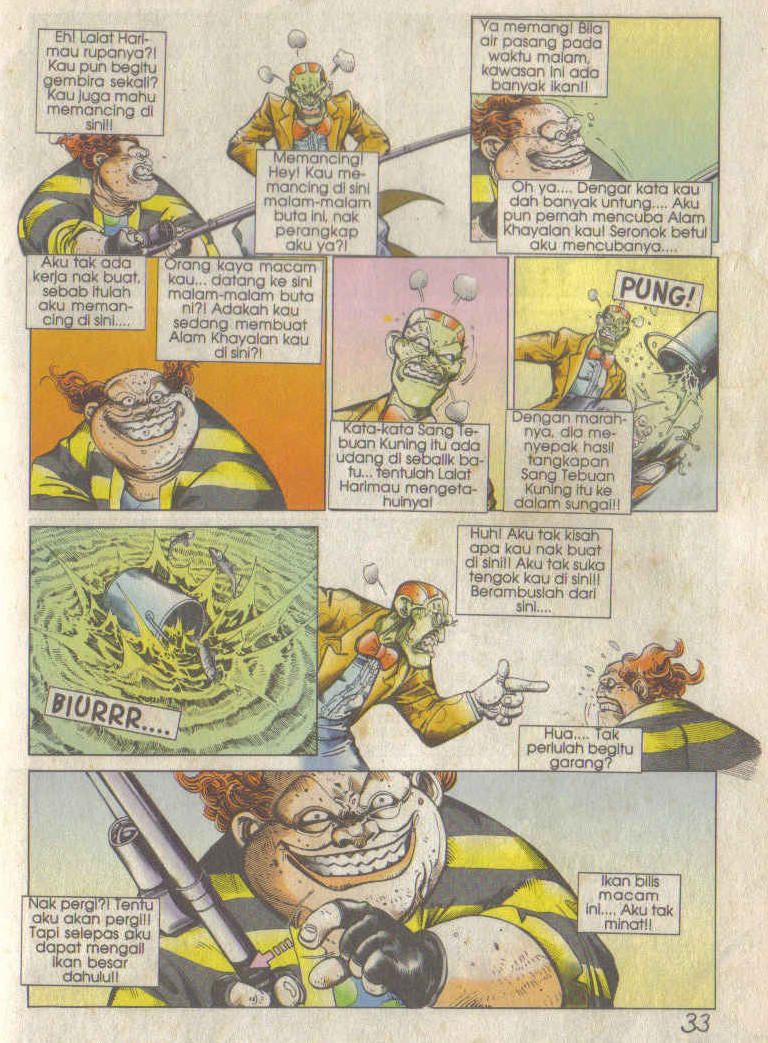 Eh! Lalat Hari-
mau rupanya?!
Kau pun begitu
gembira sekali?
Kau juga mahu
memancing di
sini!!
Memancing!
Hey! Kau me-
mancing di sini
malam-malam
buta ini, nak
perangkap
aku ya?!
Ya memang! Bila
air pasang pada
waktu malam,
kawasan ini ada
banyak ikan!!
Oh ya.... Dengar kata kau
dah banyak untung.... Aku
pun pernah mencuba Alam
Khayalan kau! Seronok betul
aku mencubanya....
Aku tak ada
kerja nak buat,
sebab itulah
aku meman-
cing di sini....
Orang kaya macam
kau... datang ke sini
malam-malam buta
ni?! Adakah kau
sedang membuat
Alam Khayalan kau
di sini?!
Kata-kata Sang Te-
buan Kuning itu ada
udang di sebalik ba-
tu... tentulah Lalat
Harimau mengeta-
huinya!
PUNG!
Dengan marah-
nya, dia me-
nyepak hasil
tangkapan
Sang Tebuan
Kuning itu ke
dalam sungai!!
BIURRR....
Huh! Aku tak kisah
apa kau nak buat
di sini!! Aku tak suka
tengok kau di sini!!
Berambuslah dari
sini....
Hua.... Tak
perlulah begitu
garang?
Nak pergi?! Tentu
aku akan pergi!!
Tapi selepas aku
dapat mengail
ikan besar
dahulu!!
Ikan bilis
macam
ini.... Aku tak
minat!!
33